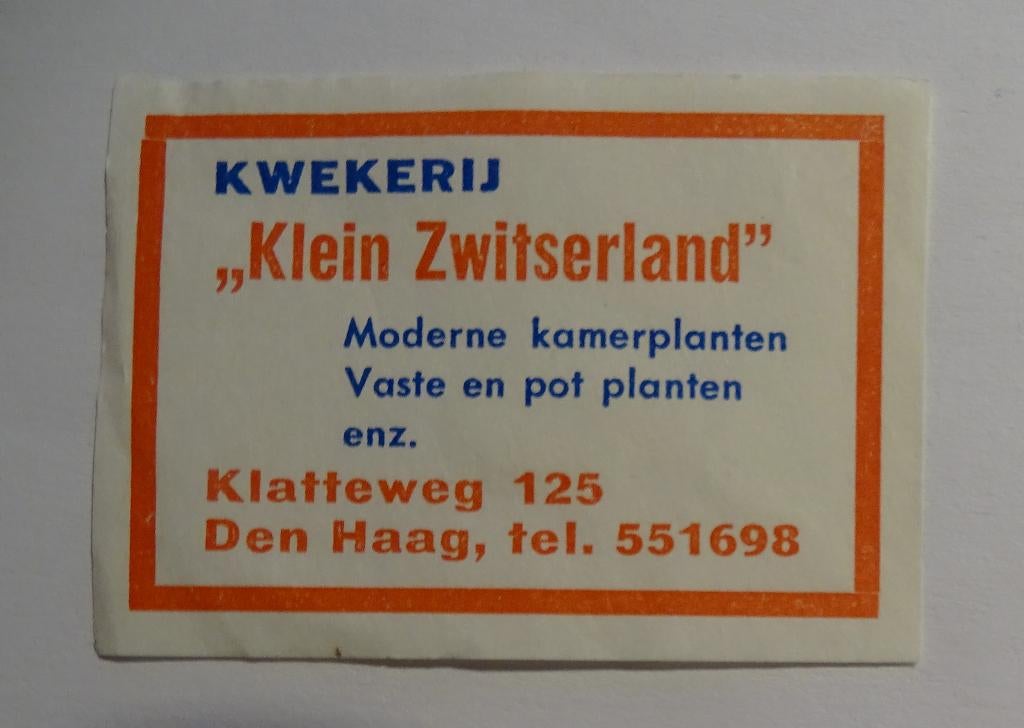 KWEKERIJ
„Klein Zwitserland”
Moderne kamerplanten
Vaste en pot planten
enz.
Klatteweg 125
Den Haag, tel. 551698